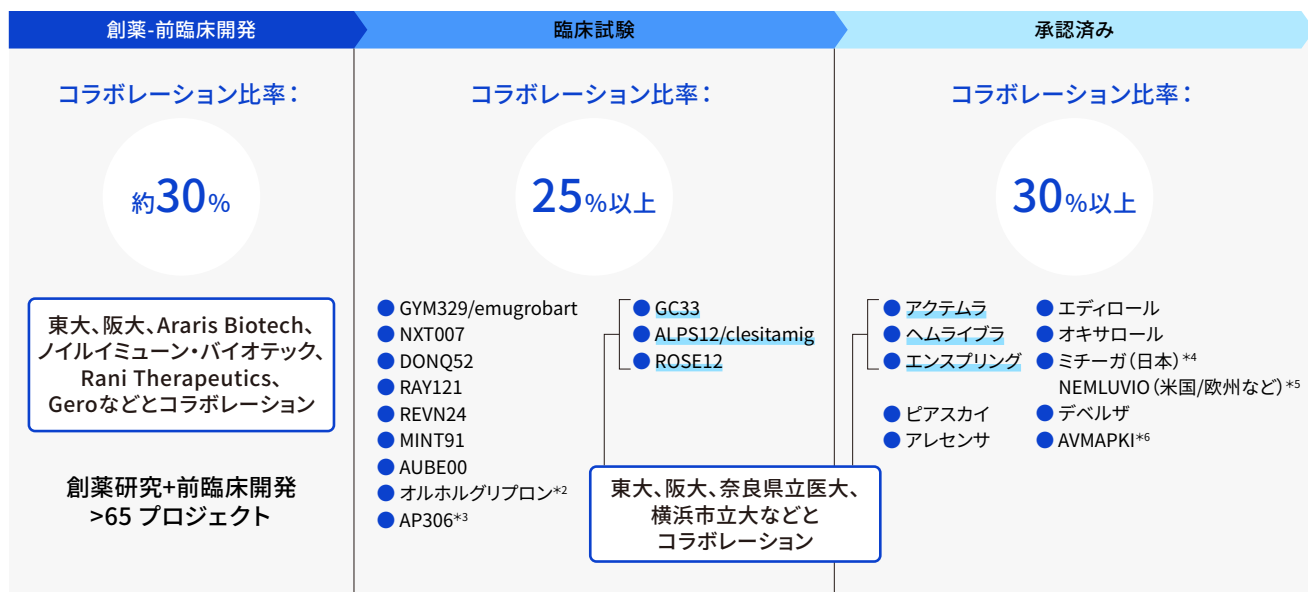 創薬-前臨床開発
コラボレーション比率：
約30%
東大、阪大、Araris Biotech、
ノイルイミューン・バイオテック、
Rani Therapeutics、
Geroなどとコラボレーション
創薬研究+前臨床開発
>65 プロジェクト
臨床試験
コラボレーション比率：
25%以上
GYM329/emugrobart
NXT007
DONQ52
RAY121
REVN24
MINT91
AUBE00
オルホルグリプロン*2
AP306*3
GC33
ALPS12/clesitamig
ROSE12
承認済み
コラボレーション比率：
30%以上
アクテムラ
ヘムライブラ
エンスプリング
ピアスカイ
アレセンサ
エディロール
オキサロール
ミチーガ（日本）*4
NEMLUVIO（米国/欧州など）*5
デベルザ
AVMAPKI*6
東大、阪大、奈良県立医大、
横浜市立大などと
コラボレーション